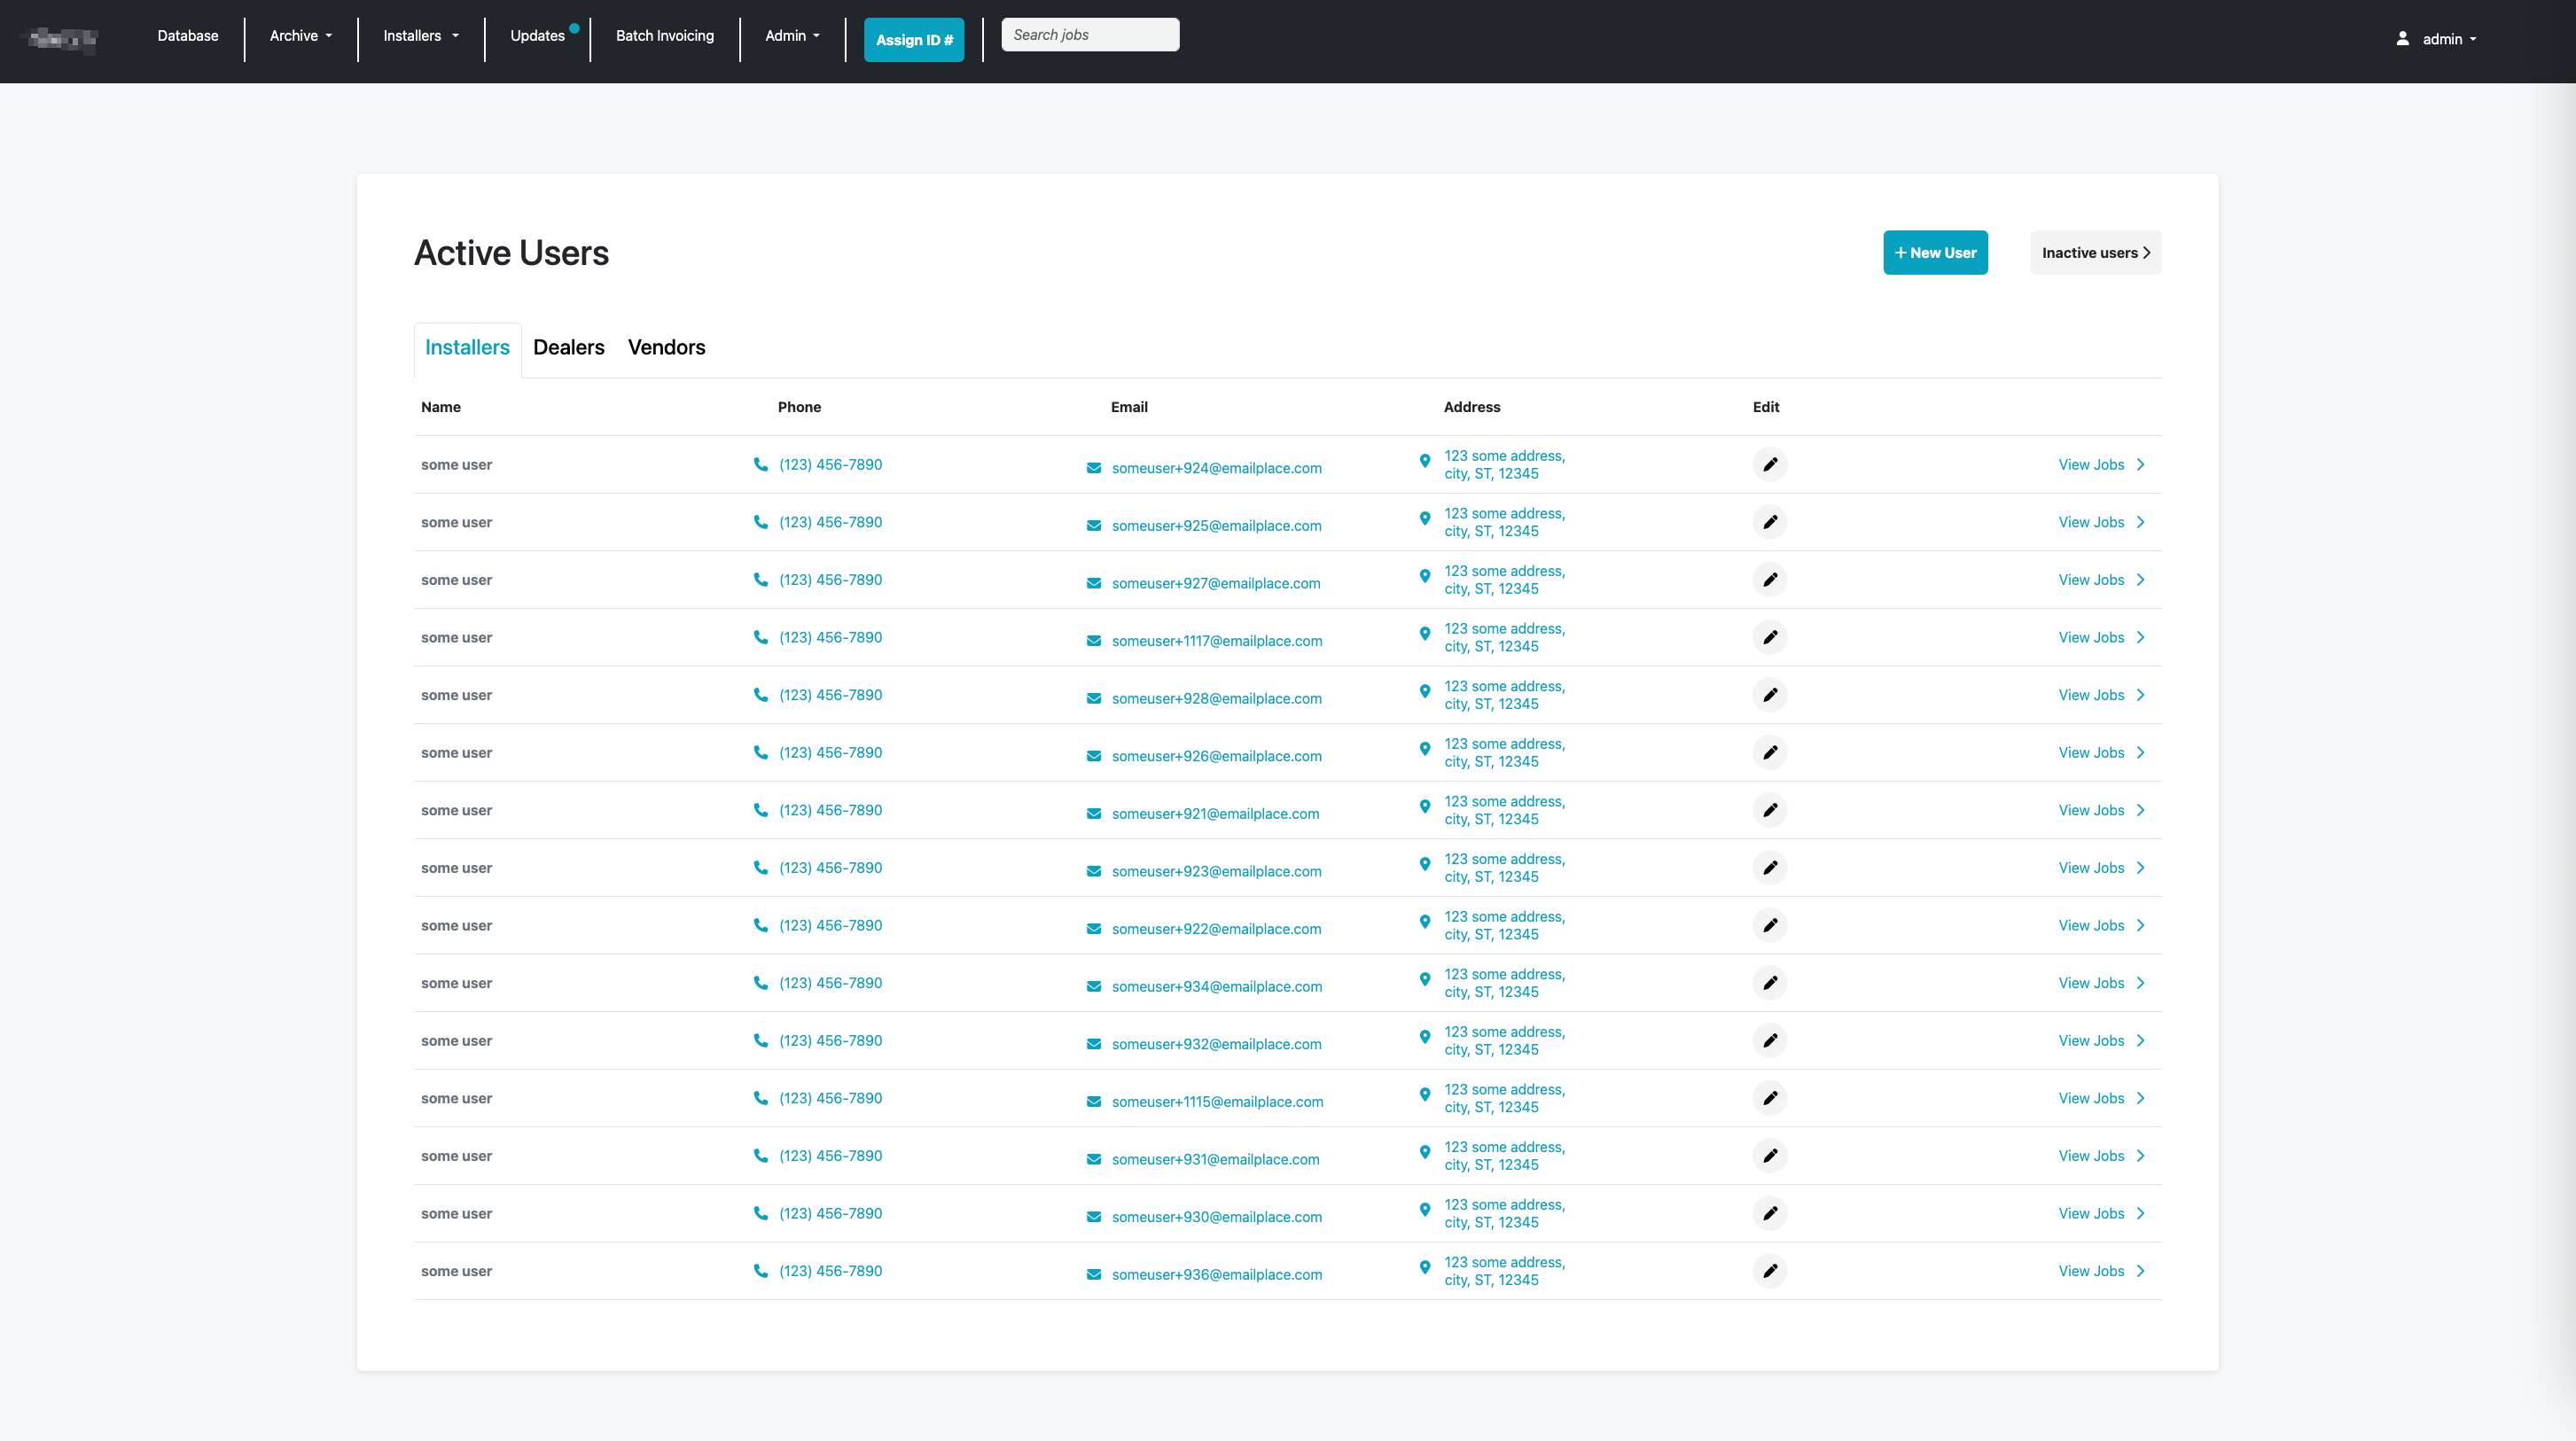 Database Archive Installers Updates Batch Invoicing Admin Assign ID # Search jobs admin
Active Users + New User Inactive users
Installers Dealers Vendors
Name Phone Email Address Edit
some user (123) 456-7890 someuser+924@emailplace.com 123 some address, View Jobs
city, ST, 12345
some user (123) 456-7890 someuser+925@emailplace.com 123 some address, View Jobs
city, ST, 12345
some user (123) 456-7890 someuser+927@emailplace.com 123 some address, View Jobs
city, ST, 12345
some user (123) 456-7890 someuser+1117@emailplace.com 123 some address, View Jobs
city, ST, 12345
some user (123) 456-7890 someuser+928@emailplace.com 123 some address, View Jobs
city, ST, 12345
some user (123) 456-7890 someuser+926@emailplace.com 123 some address, View Jobs
city, ST, 12345
some user (123) 456-7890 someuser+921@emailplace.com 123 some address, View Jobs
city, ST, 12345
some user (123) 456-7890 someuser+923@emailplace.com 123 some address, View Jobs
city, ST, 12345
some user (123) 456-7890 someuser+922@emailplace.com 123 some address, View Jobs
city, ST, 12345
some user (123) 456-7890 someuser+934@emailplace.com 123 some address, View Jobs
city, ST, 12345
some user (123) 456-7890 someuser+932@emailplace.com 123 some address, View Jobs
city, ST, 12345
some user (123) 456-7890 someuser+1115@emailplace.com 123 some address, View Jobs
city, ST, 12345
some user (123) 456-7890 someuser+931@emailplace.com 123 some address, View Jobs
city, ST, 12345
some user (123) 456-7890 someuser+930@emailplace.com 123 some address, View Jobs
city, ST, 12345
some user (123) 456-7890 someuser+936@emailplace.com 123 some address, View Jobs
city, ST, 12345